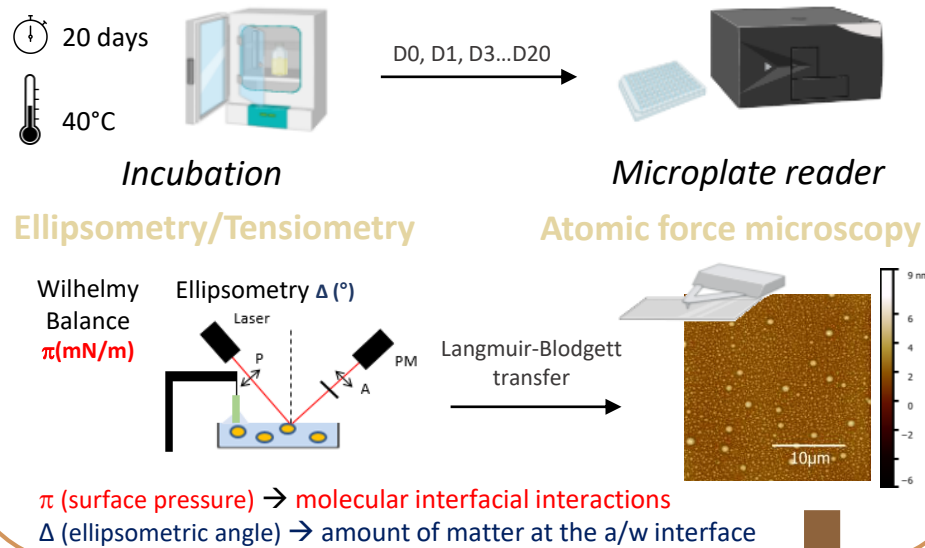 20 days
D0, D1, D3...D20
40°C
Incubation
Microplate reader
Ellipsometry/Tensiometry
Atomic force microscopy
Wilhelmy
Balance
π(mN/m)
Ellipsometry Δ (°)
Laser
P
PM
A
Langmuir-Blodgett
transfer
10µm
9 nm
6
4
2
0
−2
−4
−6
π (surface pressure) → molecular interfacial interactions
Δ (ellipsometric angle) → amount of matter at the a/w interface